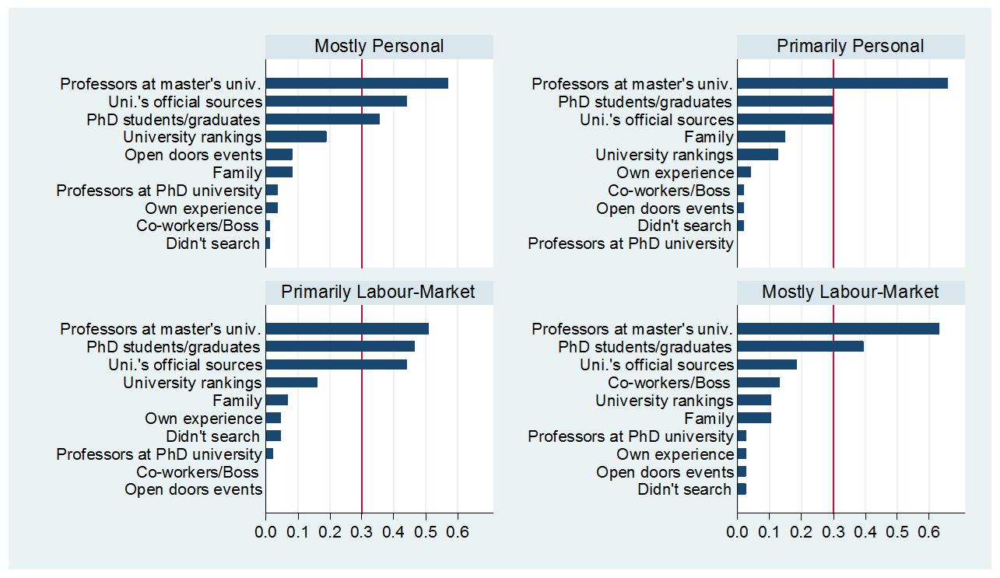 Mostly Personal
Professors at master's univ.
Uni.'s official sources
PhD students/graduates
University rankings
Open doors events
Family
Professors at PhD university
Own experience
Co-workers/Boss
Didn't search
Primarily Personal
Professors at master's univ.
PhD students/graduates
Uni.'s official sources
Family
University rankings
Own experience
Co-workers/Boss
Open doors events
Didn't search
Professors at PhD university
Primarily Labour-Market
Professors at master's univ.
PhD students/graduates
Uni.'s official sources
University rankings
Family
Own experience
Didn't search
Professors at PhD university
Co-workers/Boss
Open doors events
0.0 0.1 0.2 0.3 0.4 0.5 0.6
Mostly Labour-Market
Professors at master's univ.
PhD students/graduates
Uni.'s official sources
Co-workers/Boss
University rankings
Family
Professors at PhD university
Own experience
Open doors events
Didn't search
0.0 0.1 0.2 0.3 0.4 0.5 0.6